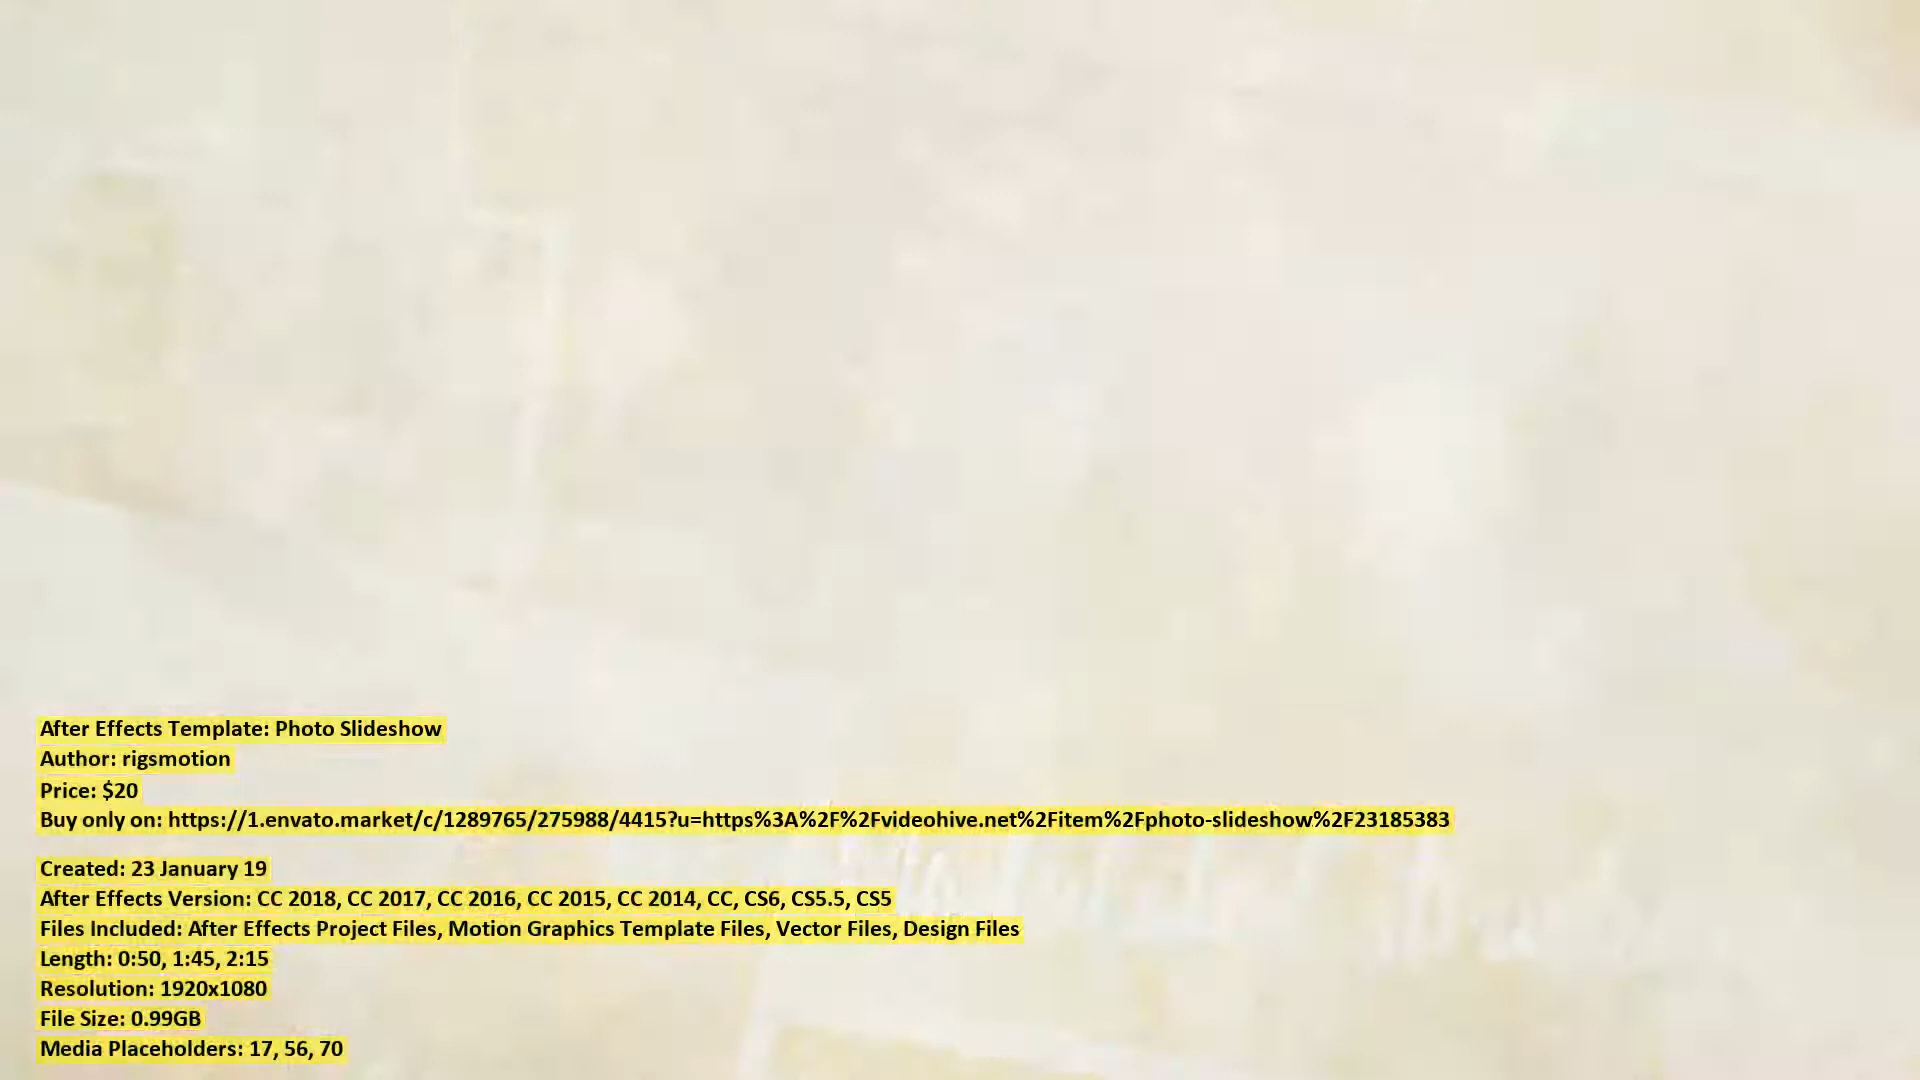 After Effects Template: Photo Slideshow
Author: rigsmotion
Price: $20
Buy only on: https://1.envato.market/c/1289765/275988/4415?u=https%3A%2F%2Fvideohive.net%2Fitem%2Fphoto-slideshow%2F23185383
Created: 23 January 19
After Effects Version: CC 2018, CC 2017, CC 2016, CC 2015, CC 2014, CC, CS6, CS5.5, CS5
Files Included: After Effects Project Files, Motion Graphics Template Files, Vector Files, Design Files
Length: 0:50, 1:45, 2:15
Resolution: 1920x1080
File Size: 0.99GB
Media Placeholders: 17, 56, 70